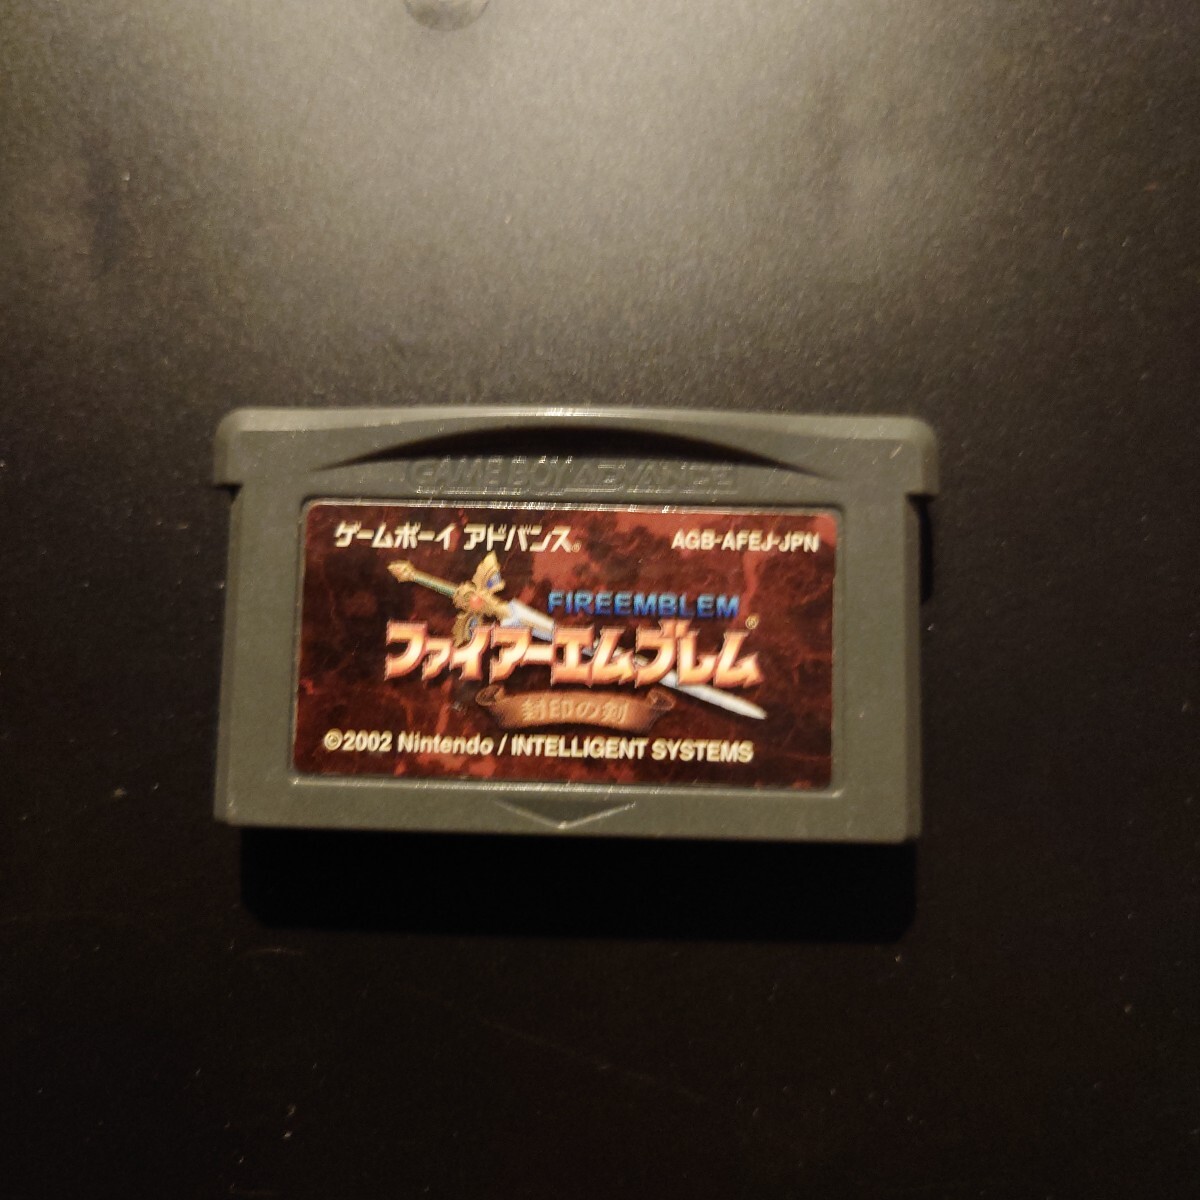 GAME BOY ADVANCE
ゲームボーイ アドバンス® AGB-AFEJ-JPN
FIREEMBLEM
ファイアーエムブレム®
封印の剣
©2002 Nintendo / INTELLIGENT SYSTEMS